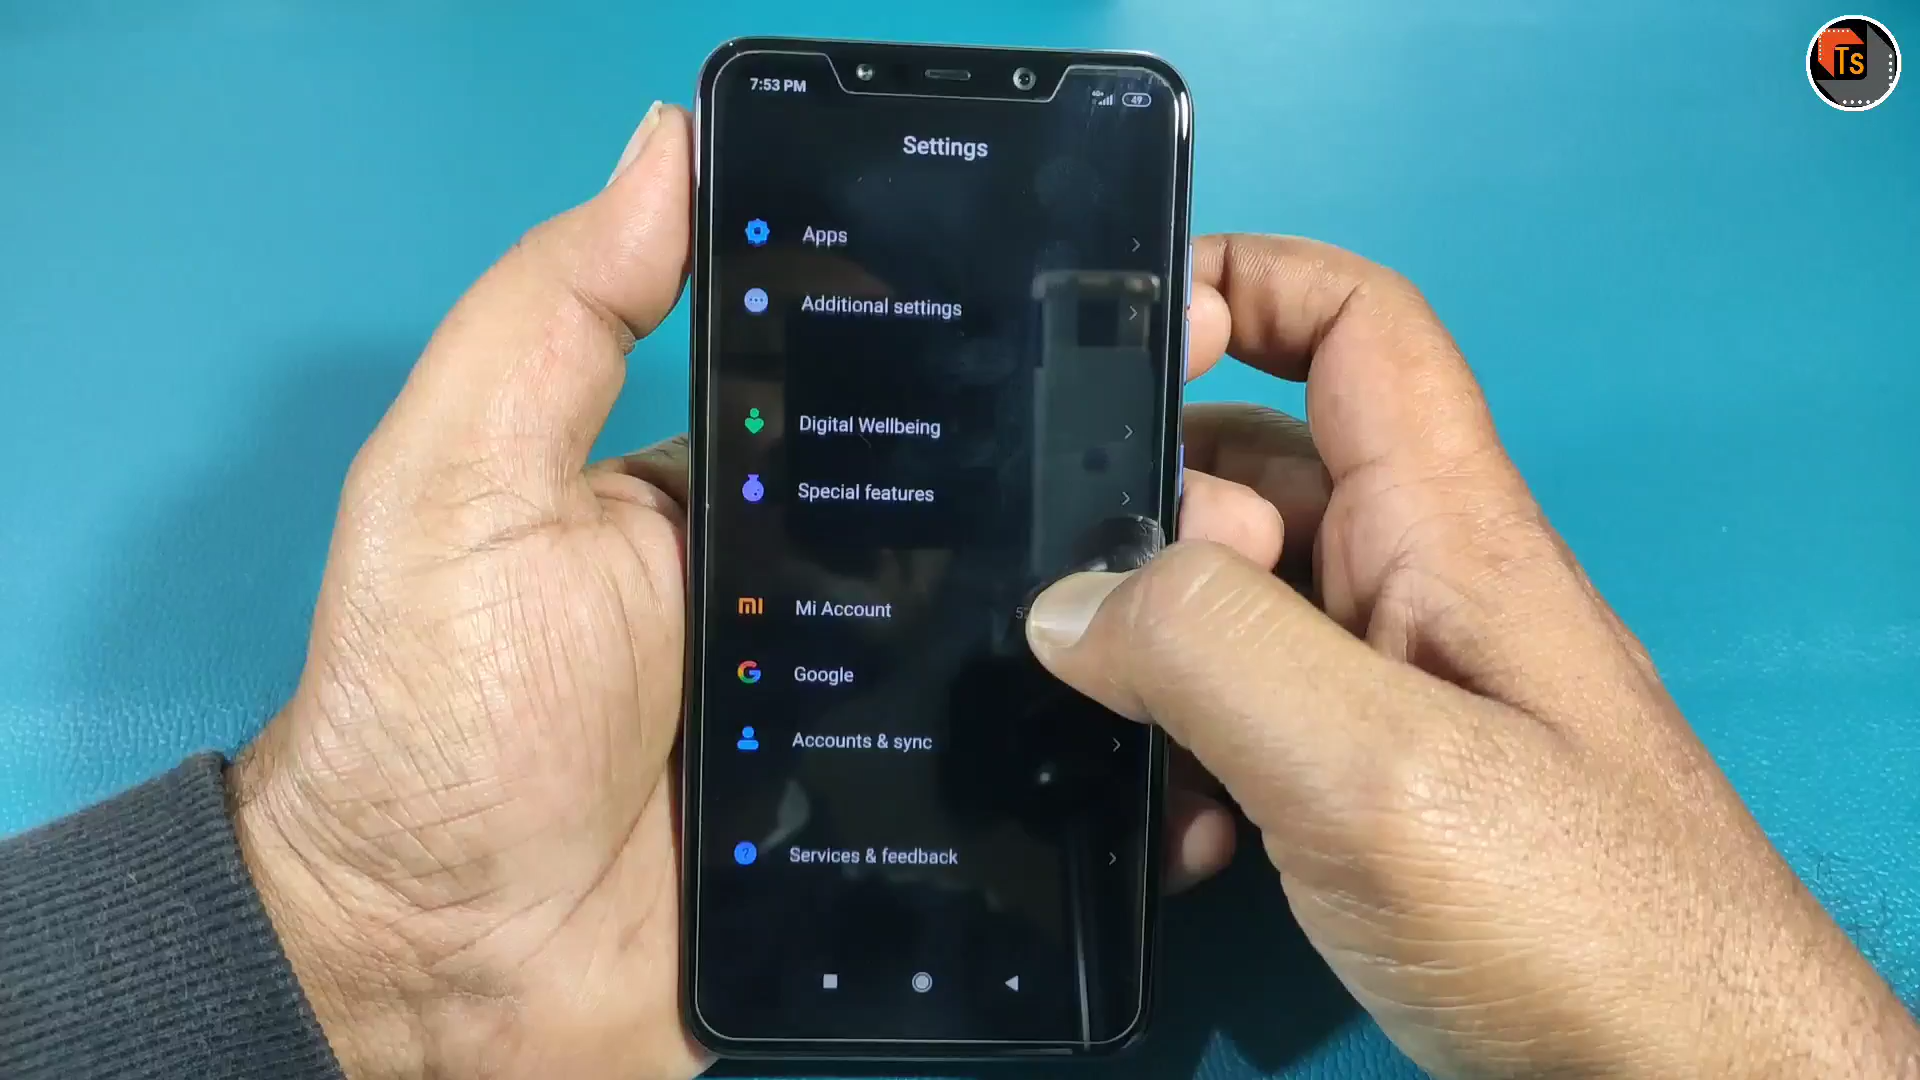 Ts
7:53 PM
49
Settings
Apps
Additional settings
Digital Wellbeing
Special features
Mi Account
Google
Accounts & sync
Services & feedback